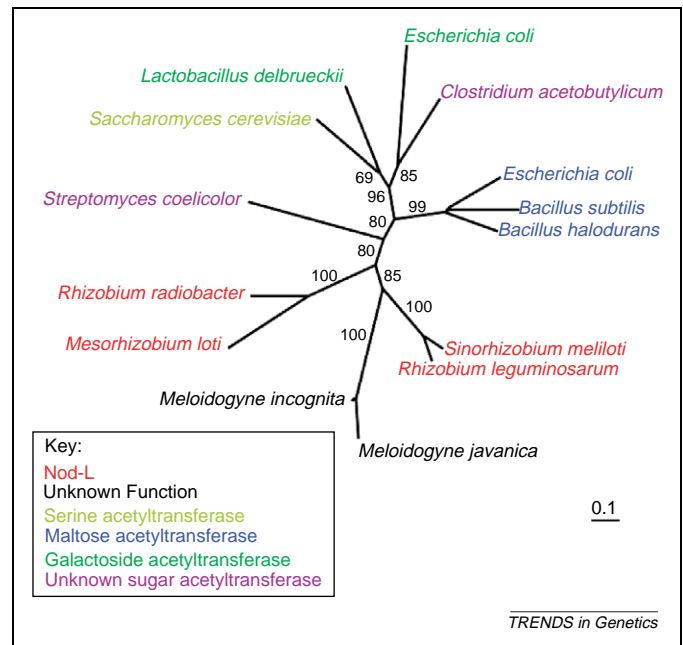 Escherichia coli
Lactobacillus delbrueckii
Clostridium acetobutylicum
Saccharomyces cerevisiae
69
85
96
Escherichia coli
99
Streptomyces coelicolor
80
Bacillus subtilis
Bacillus halodurans
80
100
85
Rhizobium radiobacter
100
Mesorhizobium loti
100
Sinorhizobium meliloti
Rhizobium leguminosarum
Meloidogyne incognita
Meloidogyne javanica
Key:
Nod-L
Unknown Function
Serine acetyltransferase
Maltose acetyltransferase
Galactoside acetyltransferase
Unknown sugar acetyltransferase
0.1
TRENDS in Genetics